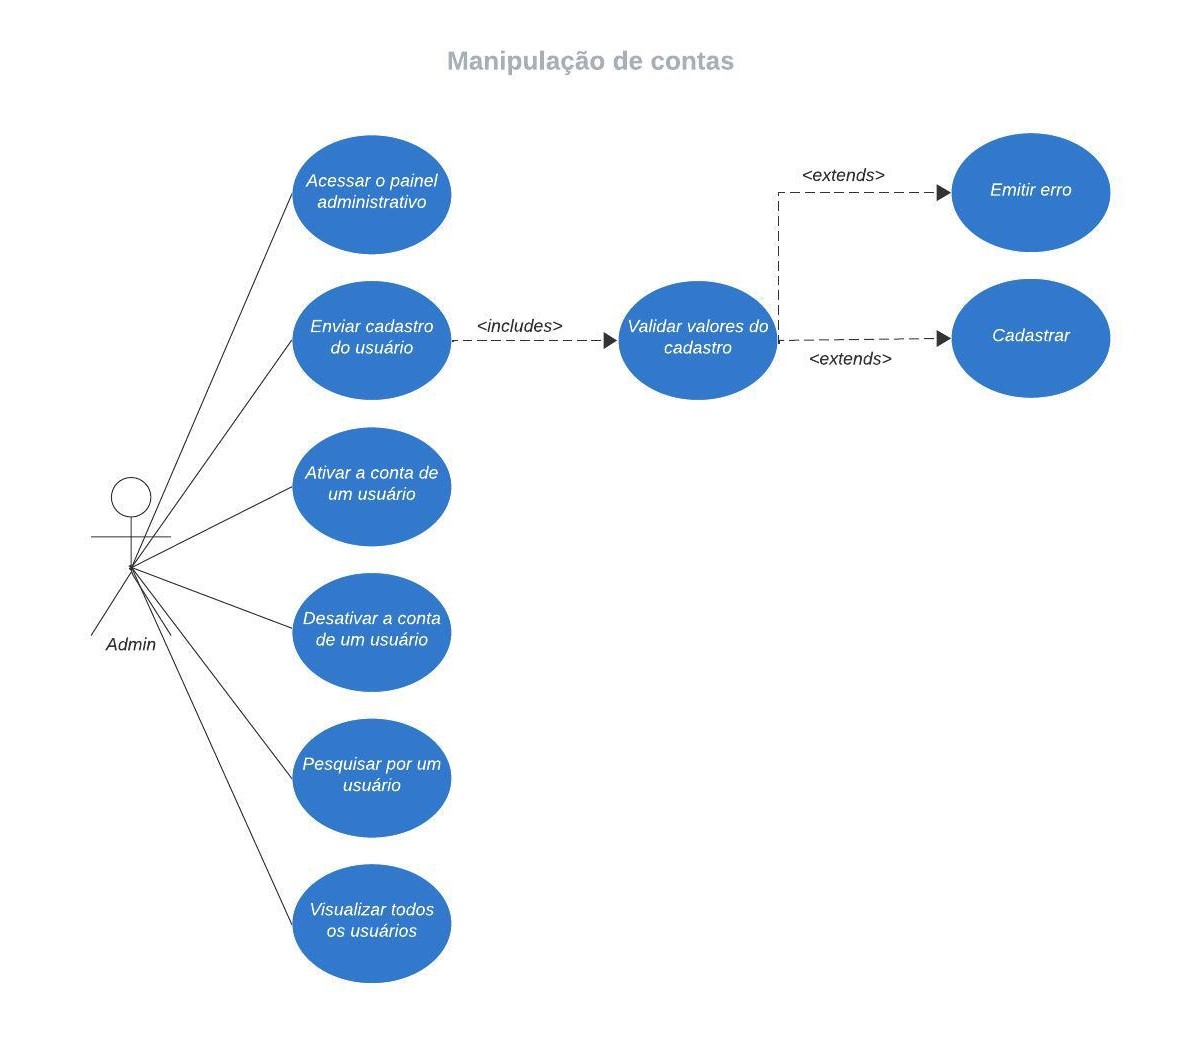 Manipulação de contas
Acessar o painel
administrativo
<extends>
Emitir erro
Enviar cadastro
do usuário
<includes>
Validar valores do
cadastro
<extends>
Cadastrar
Ativar a conta de
um usuário
Admin
Desativar a conta
de um usuário
Pesquisar por um
usuário
Visualizar todos
os usuários